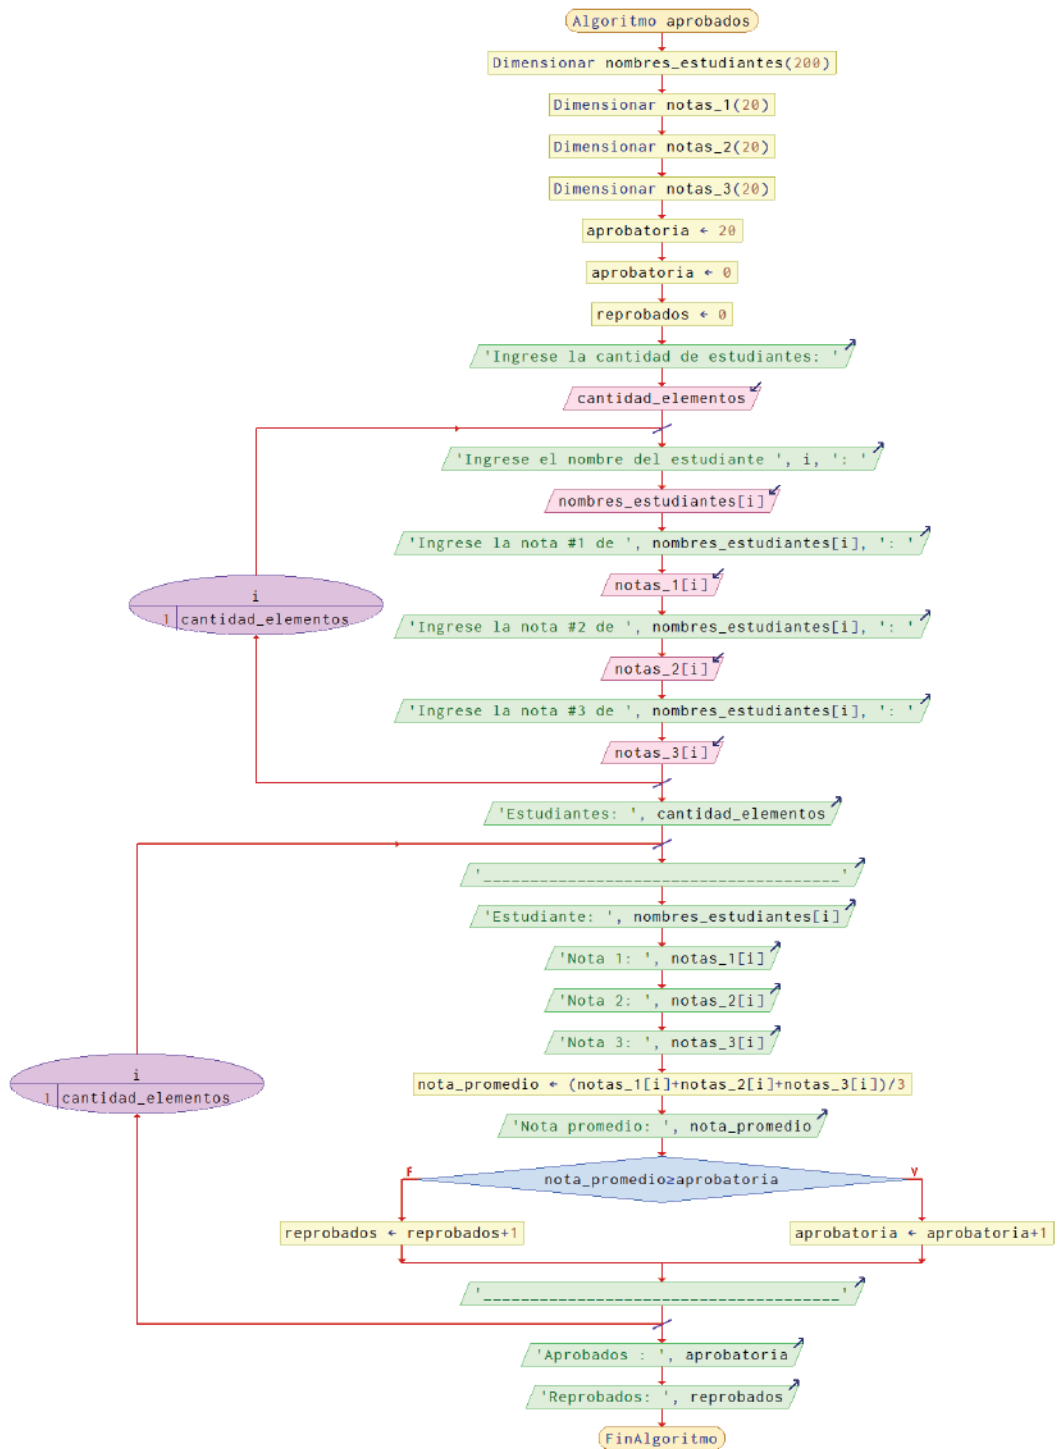 Algoritmo aprobados
Dimensionar nombres_estudiantes(200)
Dimensionar notas_1(20)
Dimensionar notas_2(20)
Dimensionar notas_3(20)
aprobatoria ← 20
aprobatoria ← 0
reprobados ← 0
'Ingrese la cantidad de estudiantes: '
cantidad_elementos
'Ingrese el nombre del estudiante ', i, ': '
nombres_estudiantes[i]
'Ingrese la nota #1 de ', nombres_estudiantes[i], ': '
notas_1[i]
i
1 cantidad_elementos
'Ingrese la nota #2 de ', nombres_estudiantes[i], ': '
notas_2[i]
'Ingrese la nota #3 de ', nombres_estudiantes[i], ': '
notas_3[i]
'Estudiantes: ', cantidad_elementos
'______________________________________'
'Estudiante: ', nombres_estudiantes[i]
'Nota 1: ', notas_1[i]
'Nota 2: ', notas_2[i]
'Nota 3: ', notas_3[i]
i
1 cantidad_elementos
nota_promedio ← (notas_1[i]+notas_2[i]+notas_3[i])/3
'Nota promedio: ', nota_promedio
F
V
nota_promedio≥aprobatoria
reprobados ← reprobados+1
aprobatoria ← aprobatoria+1
'______________________________________'
'Aprobados : ', aprobatoria
'Reprobados: ', reprobados
FinAlgoritmo